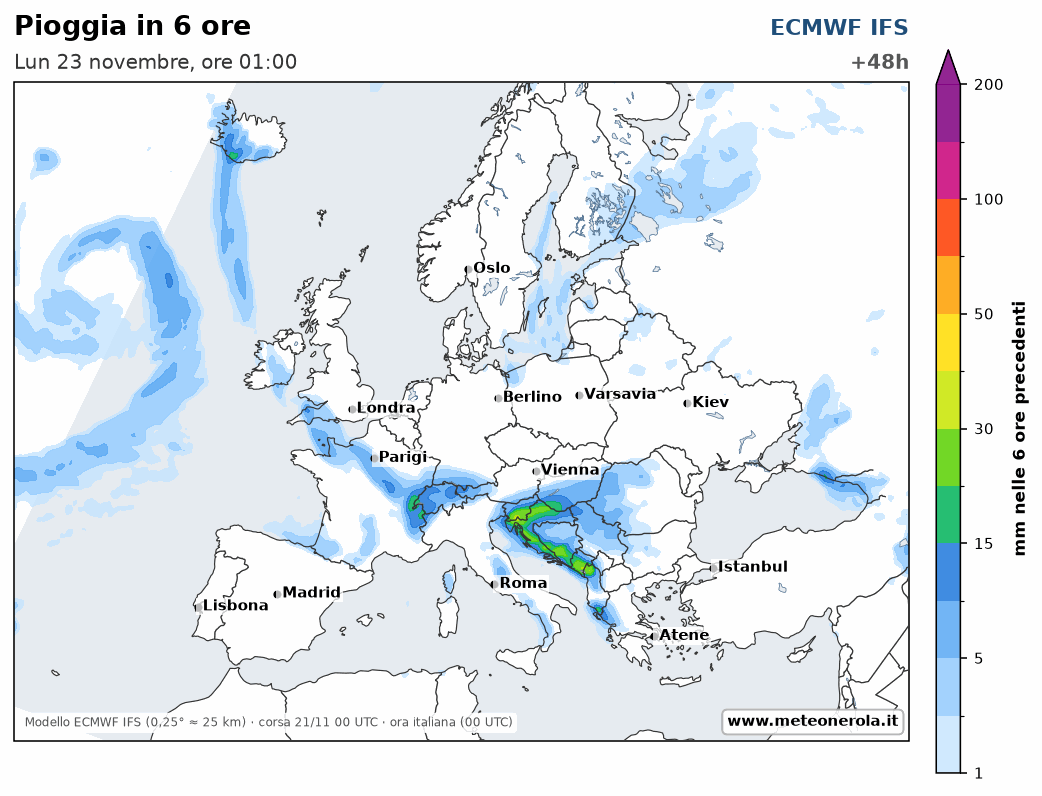 Pioggia in 6 ore
ECMWF IFS
Lun 23 novembre, ore 01:00
+48h
200
100
50
30
15
5
1
mm nelle 6 ore precedenti
Oslo
Londra
Berlino
Varsavia
Kiev
Parigi
Vienna
Roma
Istanbul
Madrid
Lisbona
Atene
Modello ECMWF IFS (0,25° ≈ 25 km) · corsa 21/11 00 UTC · ora italiana (00 UTC)
www.meteonerola.it